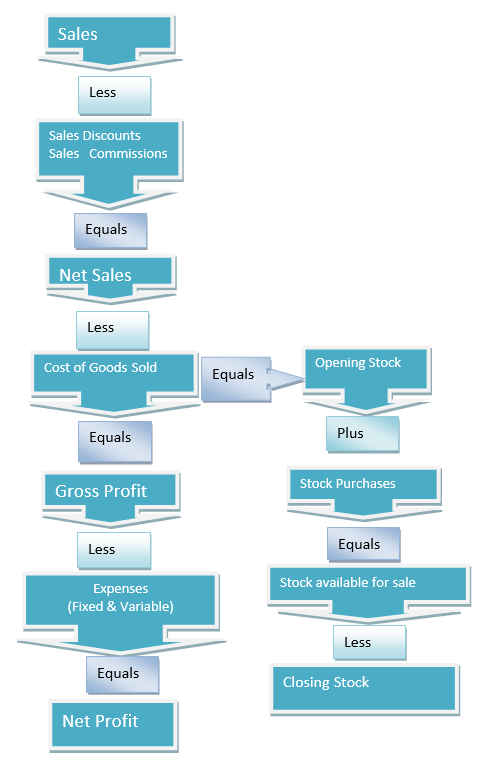 Sales
Less
Sales Discounts
Sales Commissions
Equals
Net Sales
Less
Cost of Goods Sold
Equals
Gross Profit
Less
Expenses
(Fixed & Variable)
Equals
Net Profit
Equals
Opening Stock
Plus
Stock Purchases
Equals
Stock available for sale
Less
Closing Stock